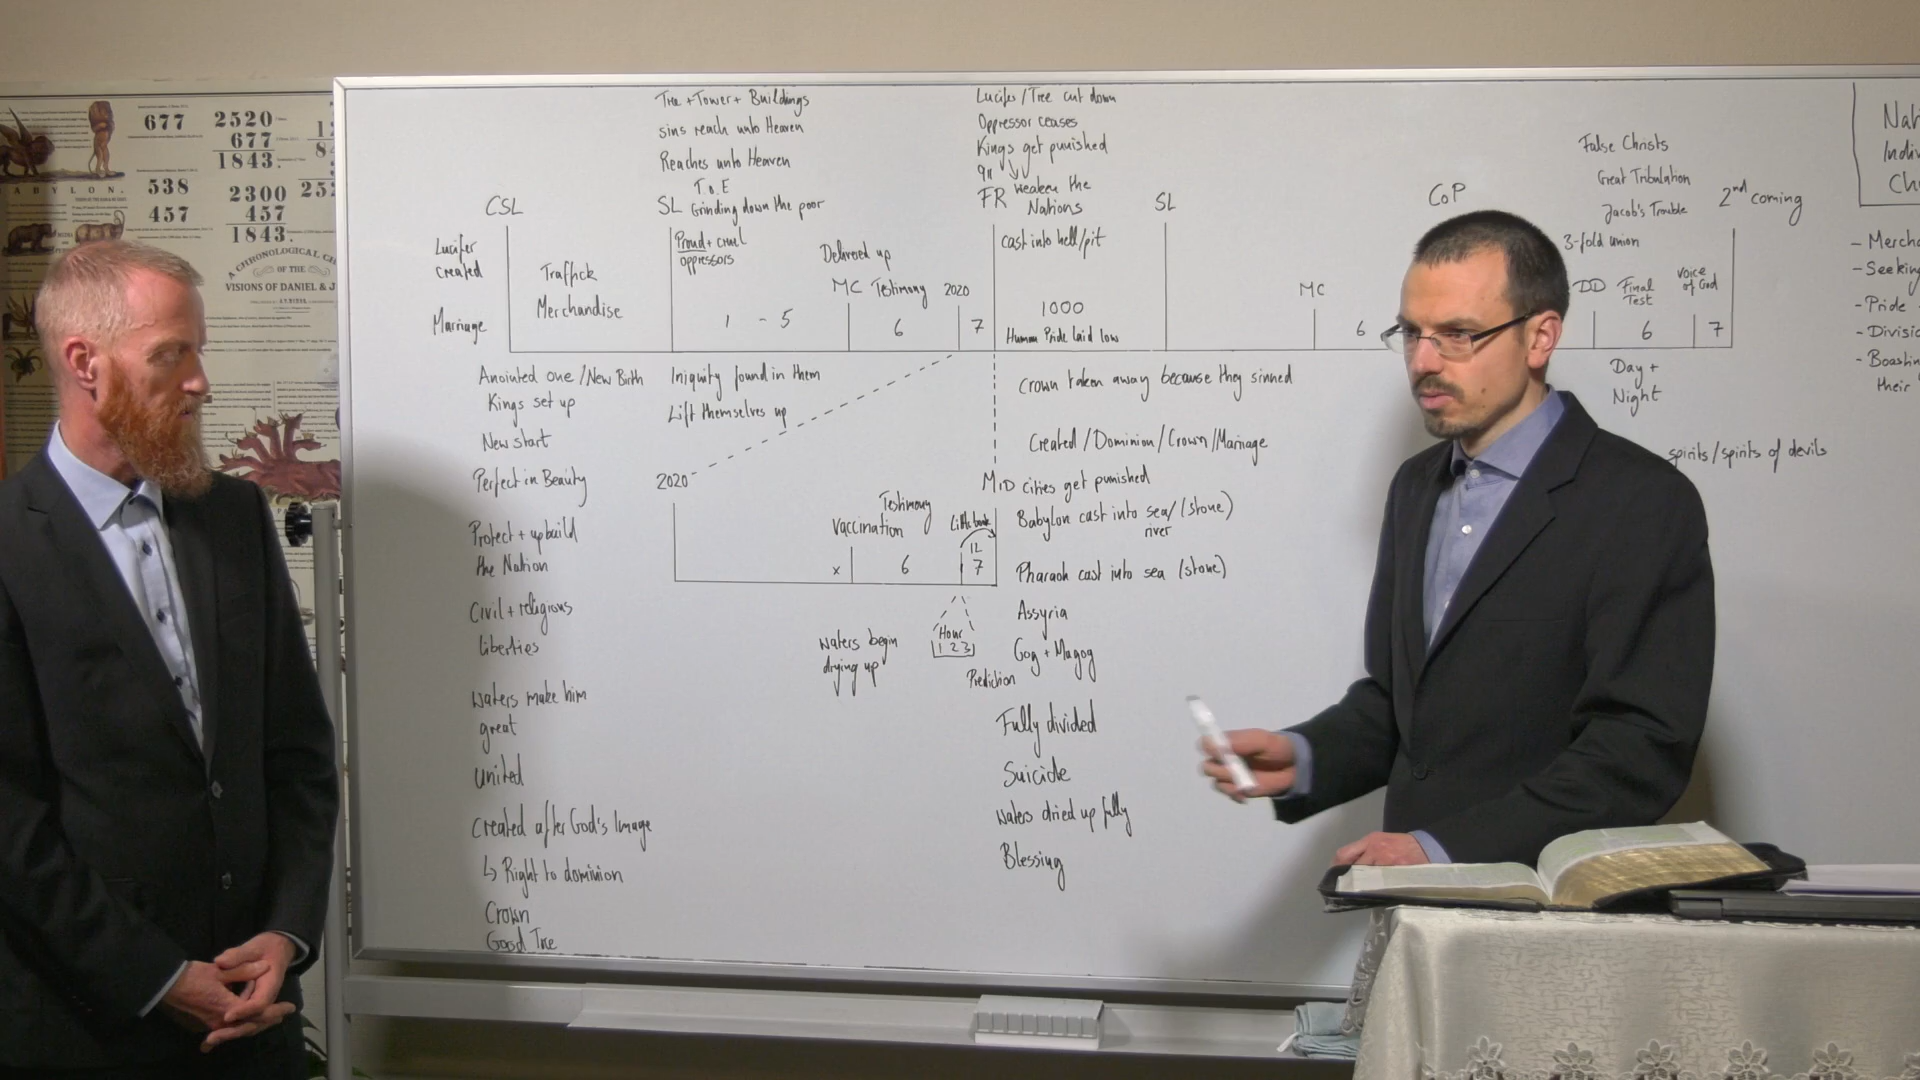 677
2520
677
1843.
538
457
2300
457
1843.
252
BABYLON.
A CHRONOLOGICAL CH
OF THE
VISIONS OF DANIEL & J
Tree + Tower + Buildings
sins reach unto Heaven
Reaches unto Heaven
T.o.E
SL Grinding down the poor
Lucifer/Tree cut down
Oppressor ceases
Kings get punished
911
FR weaken the
Nations
CSL
SL
CoP
False Christs
Great Tribulation
Jacob's Trouble
2nd coming
3-fold union
Lucifer
created
Marriage
Traffick
Merchandise
Proud + cruel
oppressors
1 - 5
Delivered up
MC Testimony 2020
6
7
cast into hell/pit
1000
Human Pride laid low
MC
6
DD Final
Test
voice
of God
6
7
Day +
Night
spirits/spirits of devils
Anointed one/New Birth
Kings set up
New start
Perfect in Beauty
Protect + upbuild
the Nation
Civil + religious
liberties
waters make him
great
United
Created after God's Image
↳ Right to dominion
Crown
Good Tree
Iniquity found in them
Lift themselves up
2020
Testimony
Vaccination
Little book
x
6
12
7
waters begin
drying up
Hour
1 2 3
Prediction
Crown taken away because they sinned
Created/Dominion/Crown/Marriage
MiD cities get punished
Babylon cast into sea/(stone)
river
Pharaoh cast into sea (stone)
Assyria
Gog + Magog
Fully divided
Suicide
Waters dried up fully
Blessing
- Seeking
- Pride